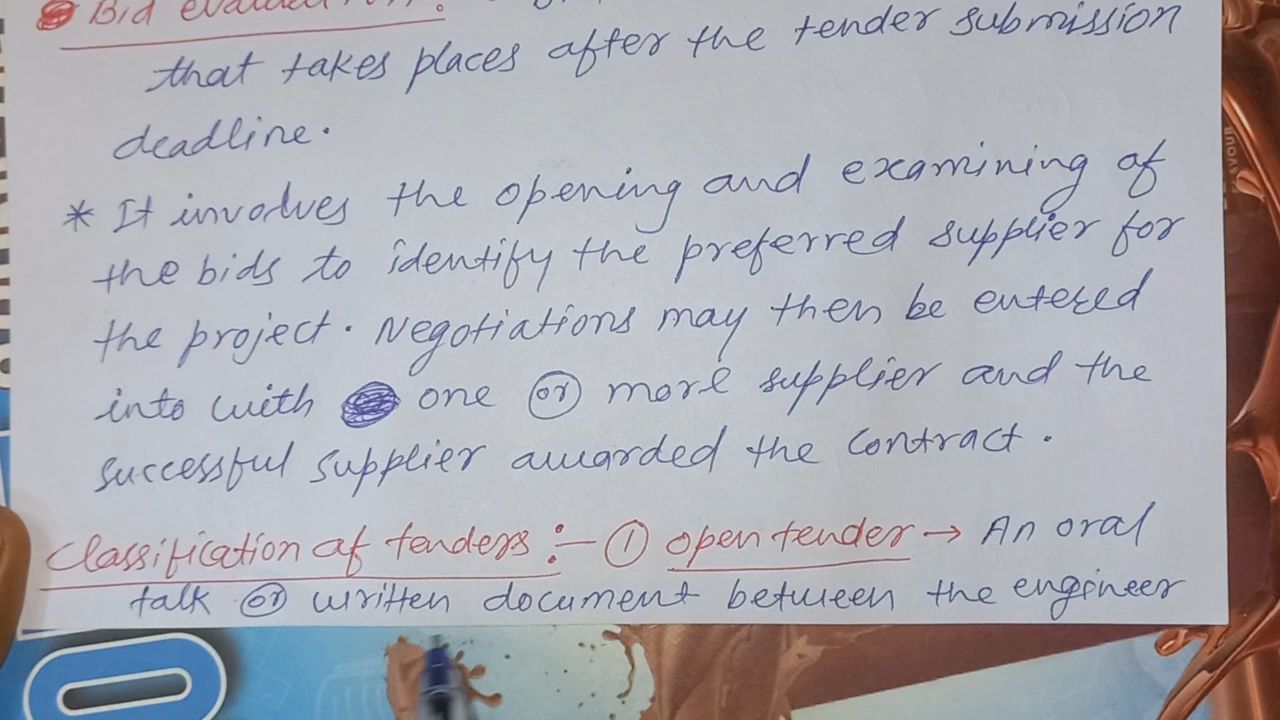 Bid evaluation:
that takes places after the tender submission
deadline.
* It involves the opening and examining of
the bids to identify the preferred supplier for
the project. Negotiations may then be entered
into with one or more supplier and the
successful supplier awarded the contract.
Classification of tenders :- ① open tender → An oral
talk or written document between the engineer
VOUR